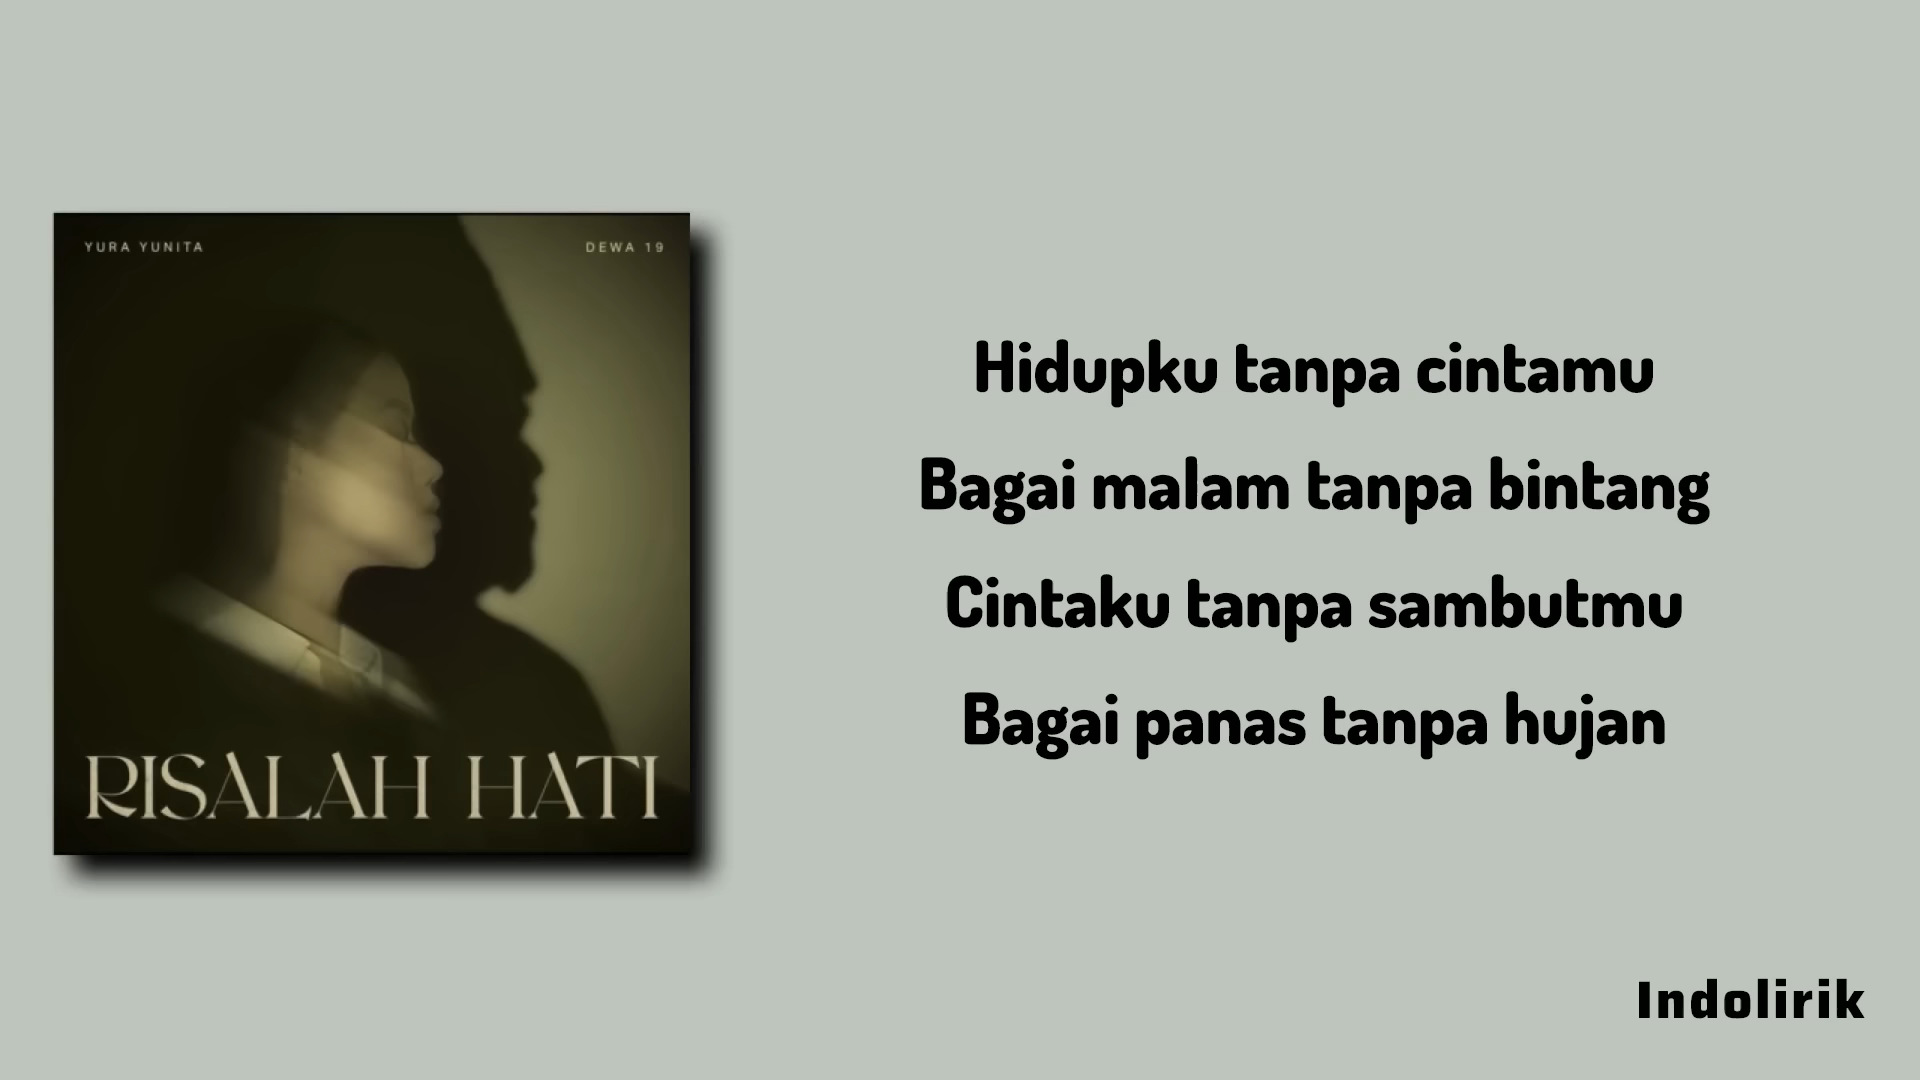 YURA YUNITA
DEWA 19
RISALAH HATI
Hidupku tanpa cintamu
Bagai malam tanpa bintang
Cintaku tanpa sambutmu
Bagai panas tanpa hujan
Indolirik